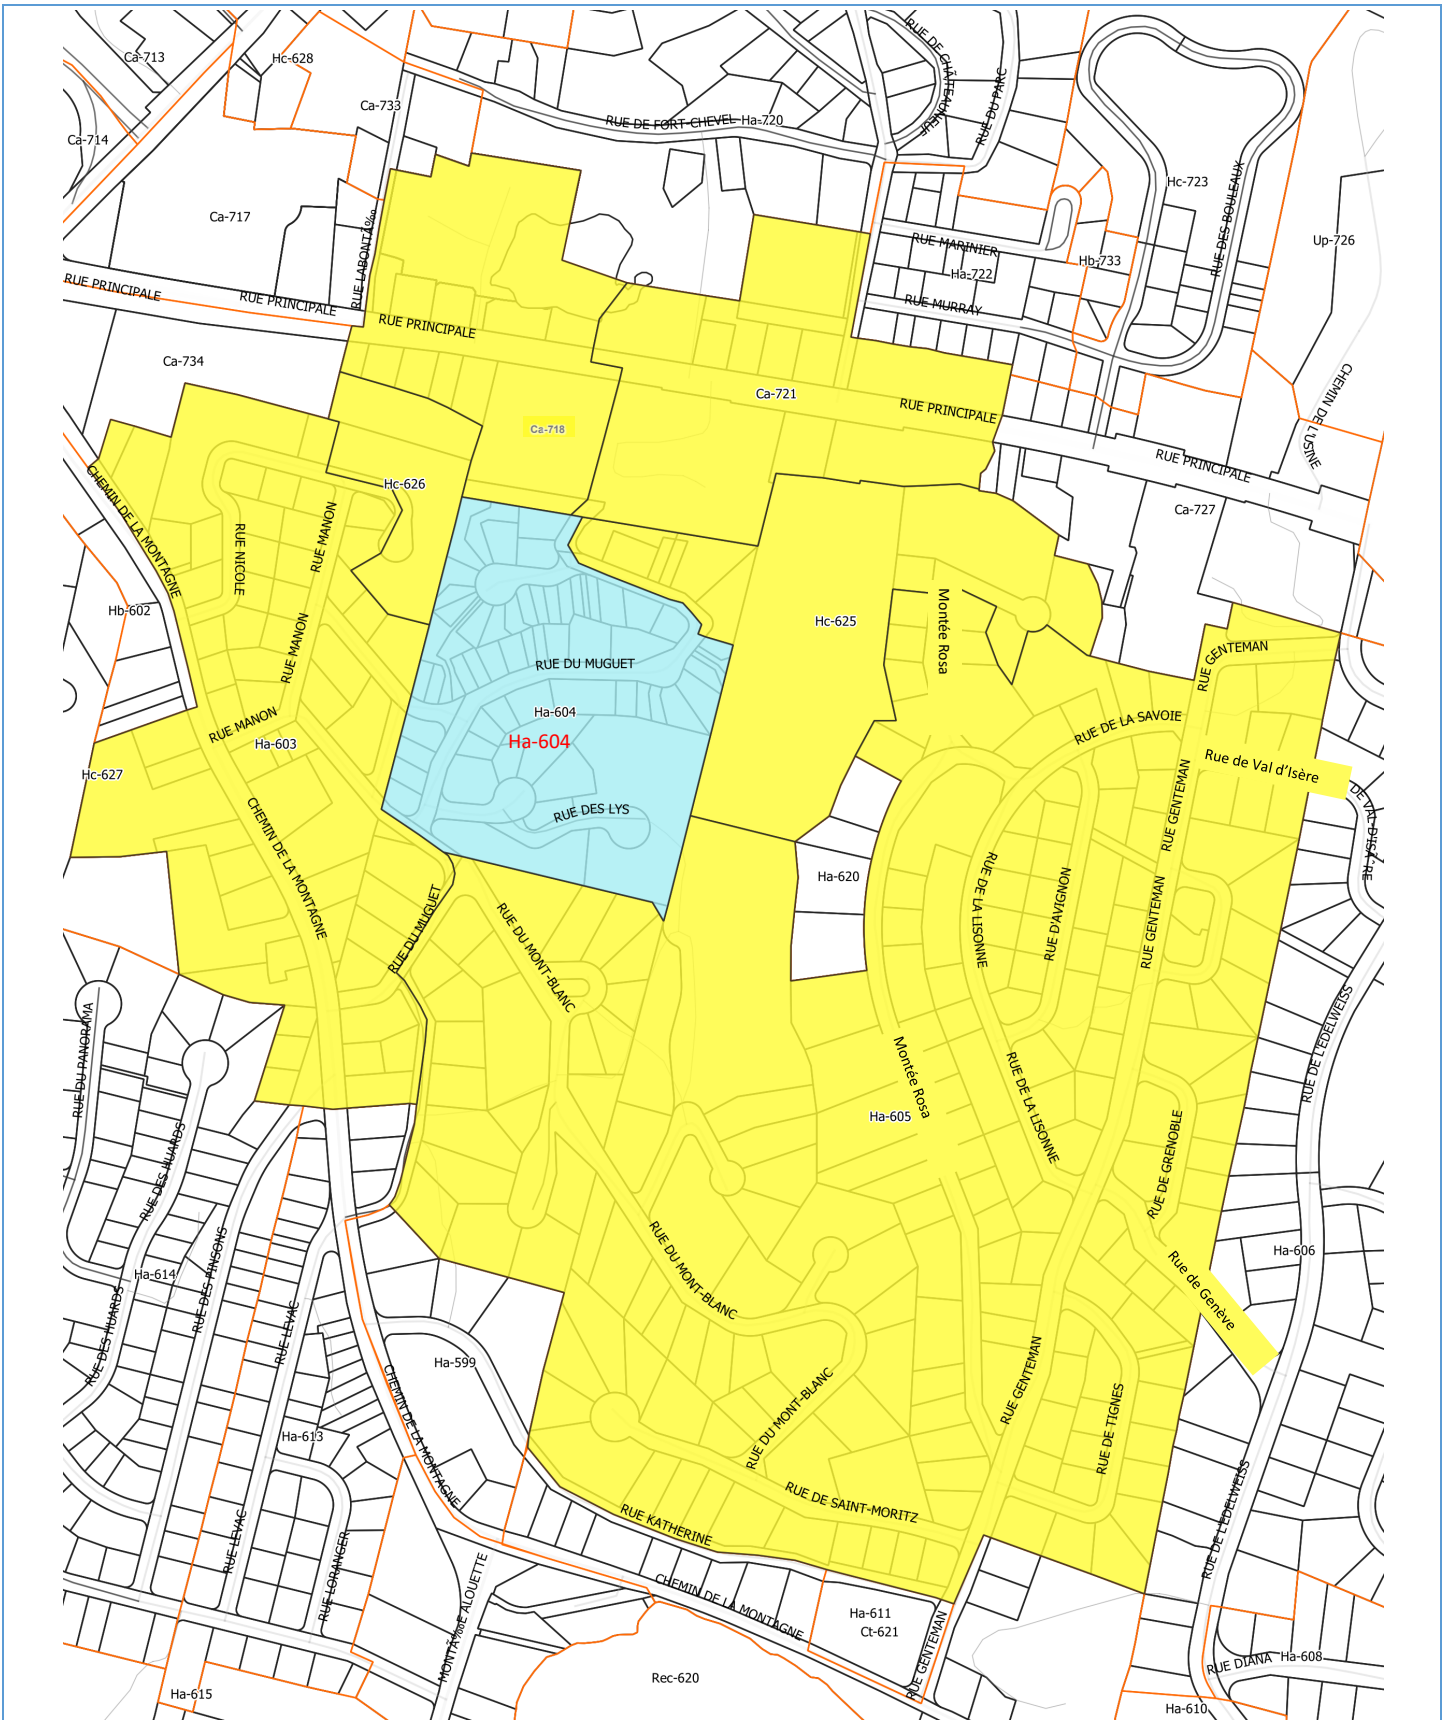 RUE DE CHÃTEAUNEUF
Ca-713
Hc-628
RUE DU PARC
Ca-733
RUE DE FORT-CHEVEL
Ha-720
Ca-714
Hc-723
RUE DES BOULEAUX
Ca-717
RUE LABONTÃ‰
RUE MARINIER
Up-726
Hb-733
Ha-722
RUE PRINCIPALE
RUE PRINCIPALE
RUE MURRAY
RUE PRINCIPALE
Ca-734
CHEMIN DE L'USINE
Ca-721
RUE PRINCIPALE
Ca-718
RUE PRINCIPALE
CHEMIN DE LA MONTAGNE
Hc-626
Ca-727
RUE NICOLE
RUE MANON
Hb-602
Montée Rosa
Hc-625
RUE MANON
RUE GENTEMAN
RUE DU MUGUET
Ha-604
RUE MANON
Ha-603
Ha-604
RUE DE LA SAVOIE
Rue de Val d'Isère
Hc-627
RUE GENTEMAN
DE VAL-D'ISÃ¨RE
CHEMIN DE LA MONTAGNE
RUE DES LYS
Ha-620
RUE DE LA LISONNE
RUE D'AVIGNON
RUE GENTEMAN
RUE DU MUGUET
RUE DU MONT-BLANC
RUE DU PANORAMA
RUE DE L'EDELWEISS
Montée Rosa
RUE DE LA LISONNE
Ha-605
RUE DES HUARDS
RUE DE GRENOBLE
RUE DES PINSONS
RUE DU MONT-BLANC
Ha-606
Ha-614
Rue de Genève
RUE DES HUARDS
RUE LEVAC
Ha-599
CHEMIN DE LA MONTAGNE
RUE GENTEMAN
RUE DU MONT-BLANC
RUE DE TIGNES
Ha-613
RUE DE SAINT-MORITZ
RUE KATHERINE
RUE DE L'EDELWEISS
RUE LEVAC
RUE LORANGER
MONTÃ‰E ALOUETTE
CHEMIN DE LA MONTAGNE
Ha-611
Ct-621
RUE GENTEMAN
Rec-620
RUE DIANA
Ha-608
Ha-615
Ha-610